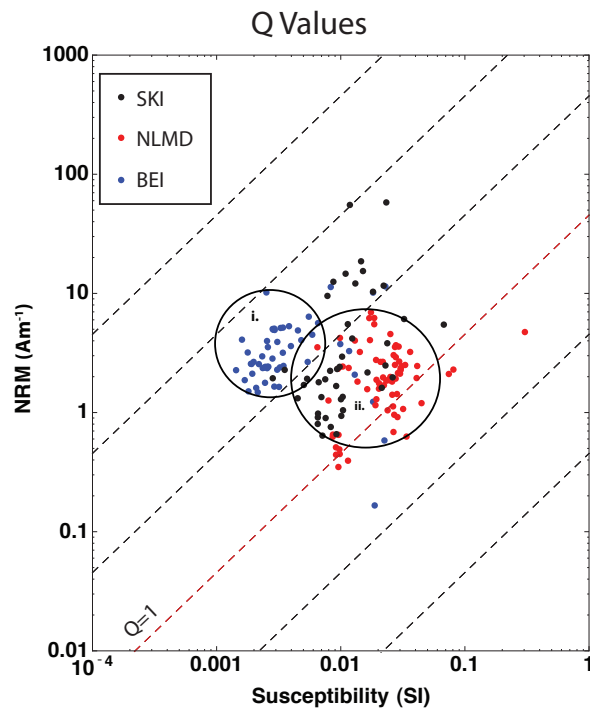 Q Values
1000
100
10
1
0.1
0.01
NRM (Am⁻¹)
SKI
NLMD
BEI
i.
ii.
Q=1
10⁻⁴
0.001
0.01
0.1
1
Susceptibility (SI)